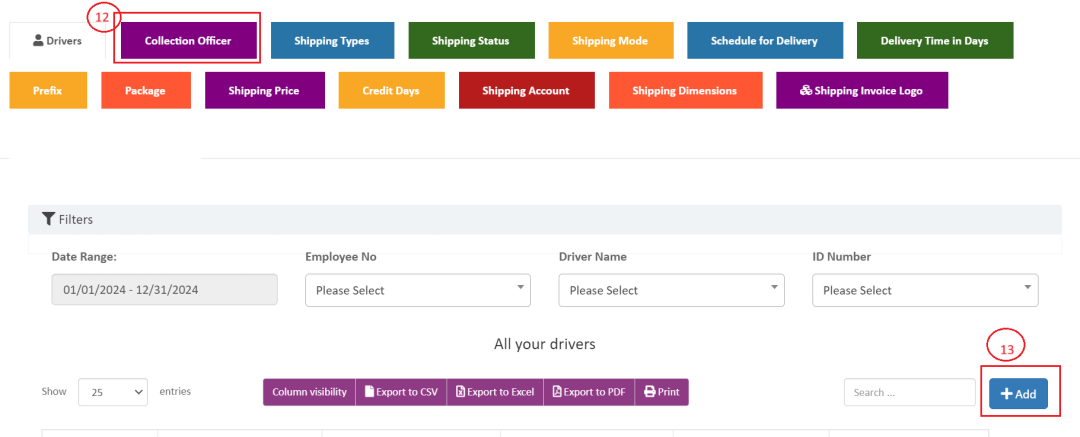 12
Drivers
Collection Officer
Shipping Types
Shipping Status
Shipping Mode
Schedule for Delivery
Delivery Time in Days
Prefix
Package
Shipping Price
Credit Days
Shipping Account
Shipping Dimensions
Shipping Invoice Logo
Filters
Date Range:
Employee No
Driver Name
ID Number
01/01/2024 - 12/31/2024
Please Select
Please Select
Please Select
All your drivers
13
Show 25 entries
Column visibility
Export to CSV
Export to Excel
Export to PDF
Print
Search ...
Add